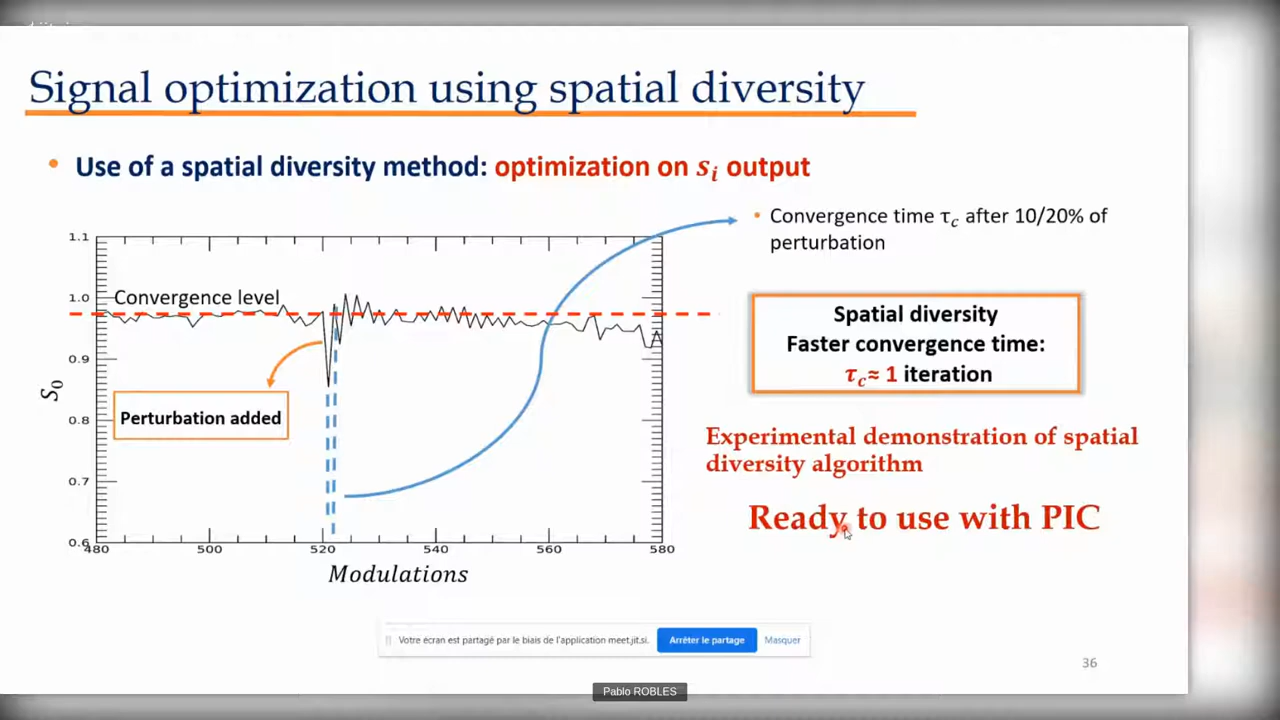 Signal optimization using spatial diversity
• Use of a spatial diversity method: optimization on sᵢ output
• Convergence time τ꜀ after 10/20% of
perturbation
1.1
1.0
0.9
0.8
0.7
0.6
S₀
Convergence level
Perturbation added
480
500
520
540
560
580
Modulations
Spatial diversity
Faster convergence time:
τ꜀≈ 1 iteration
Experimental demonstration of spatial
diversity algorithm
Ready to use with PIC
Votre écran est partagé par le biais de l'application meet.jit.si.
Arrêter le partage
Masquer
36
Pablo ROBLES